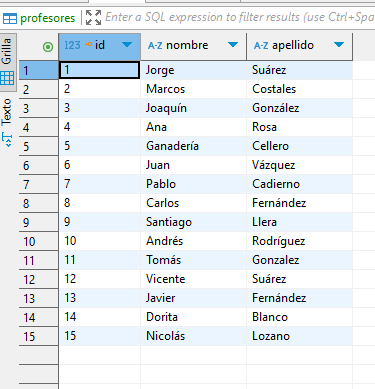 profesores Enter a SQL expression to filter results (use Ctrl+Spa
Grilla
Texto
123 id A-Z nombre A-Z apellido
1 1 Jorge Suárez
2 2 Marcos Costales
3 3 Joaquín González
4 4 Ana Rosa
5 5 Ganadería Cellero
6 6 Juan Vázquez
7 7 Pablo Cadierno
8 8 Carlos Fernández
9 9 Santiago Llera
10 10 Andrés Rodríguez
11 11 Tomás Gonzalez
12 12 Vicente Suárez
13 13 Javier Fernández
14 14 Dorita Blanco
15 15 Nicolás Lozano